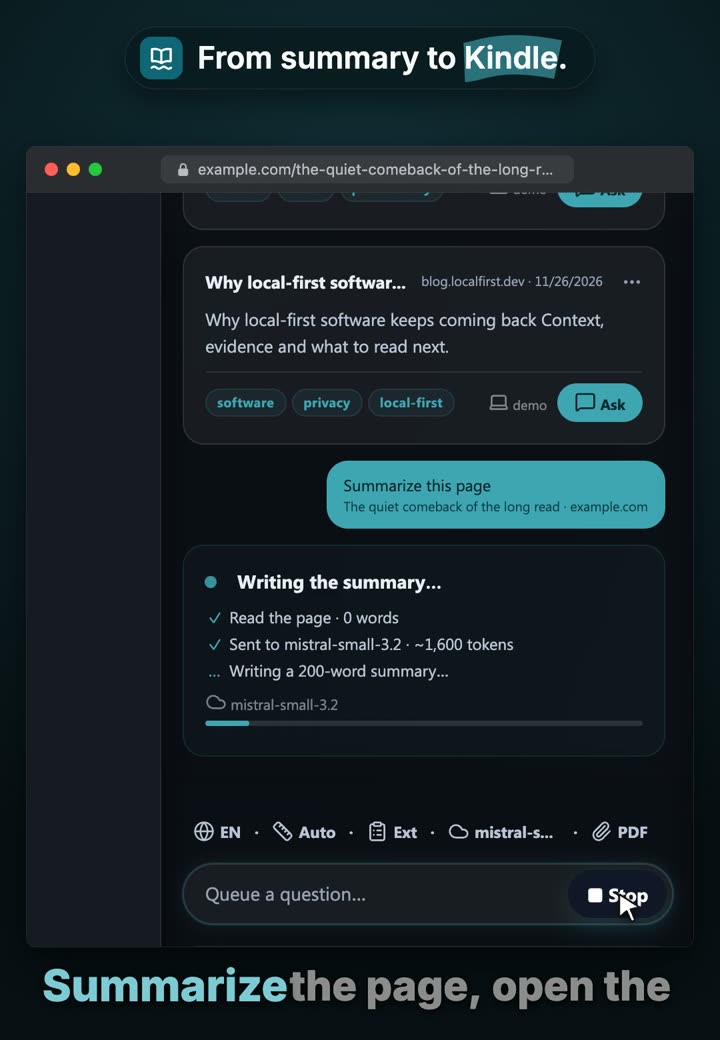 From summary to Kindle.
example.com/the-quiet-comeback-of-the-long-r...
demo
Ask
Why local-first softwar... blog.localfirst.dev · 11/26/2026
Why local-first software keeps coming back Context,
evidence and what to read next.
software privacy local-first demo Ask
Summarize this page
The quiet comeback of the long read · example.com
Writing the summary...
✓ Read the page · 0 words
✓ Sent to mistral-small-3.2 · ~1,600 tokens
... Writing a 200-word summary...
mistral-small-3.2
EN · Auto · Ext · mistral-s... · PDF
Queue a question... Stop
Summarize the page, open the